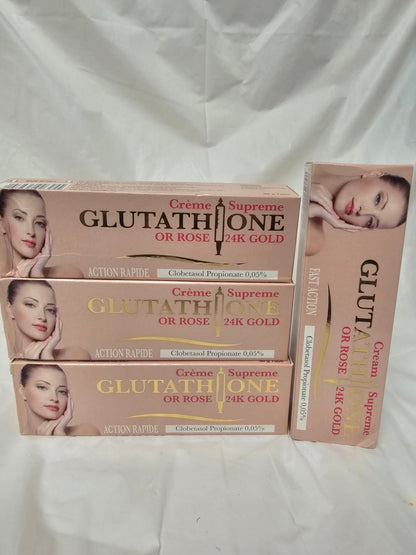 Crème Supreme
GLUTATHIONE
OR ROSE 24K GOLD
ACTION RAPIDE
Clobetasol Propionate 0,05%
Crème Supreme
GLUTATHIONE
OR ROSE 24K GOLD
ACTION RAPIDE
Clobetasol Propionate 0,05%
Crème Supreme
GLUTATHIONE
OR ROSE 24K GOLD
ACTION RAPIDE
Clobetasol Propionate 0,05%
Cream Supreme
GLUTATHIONE
OR ROSE 24K GOLD
FAST ACTION
Clobetasol Propionate 0,05%